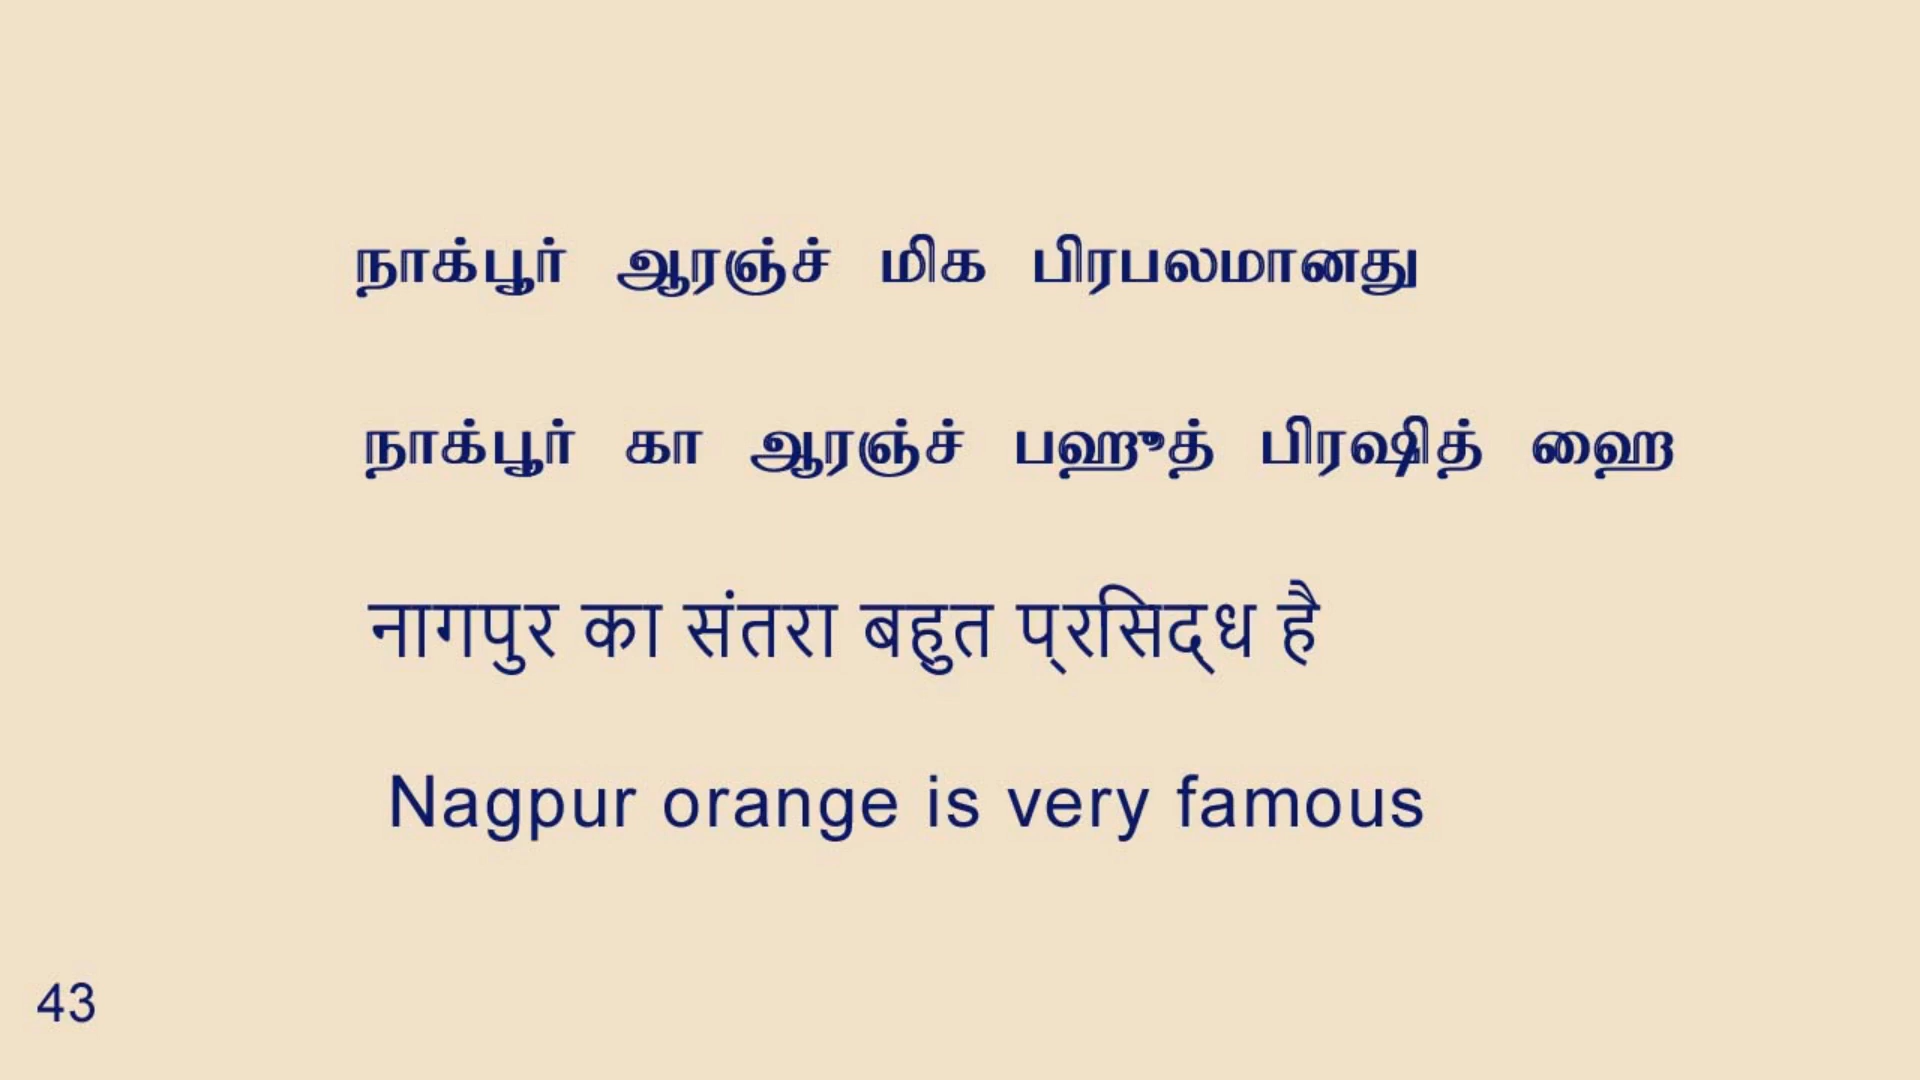 நாக்பூர் ஆரஞ்ச் மிக பிரபலமானது
நாக்பூர் கா ஆரஞ்ச் பஹூத் பிரஷித் ஹை
नागपुर का संतरा बहुत प्रसिद्ध है
Nagpur orange is very famous
43